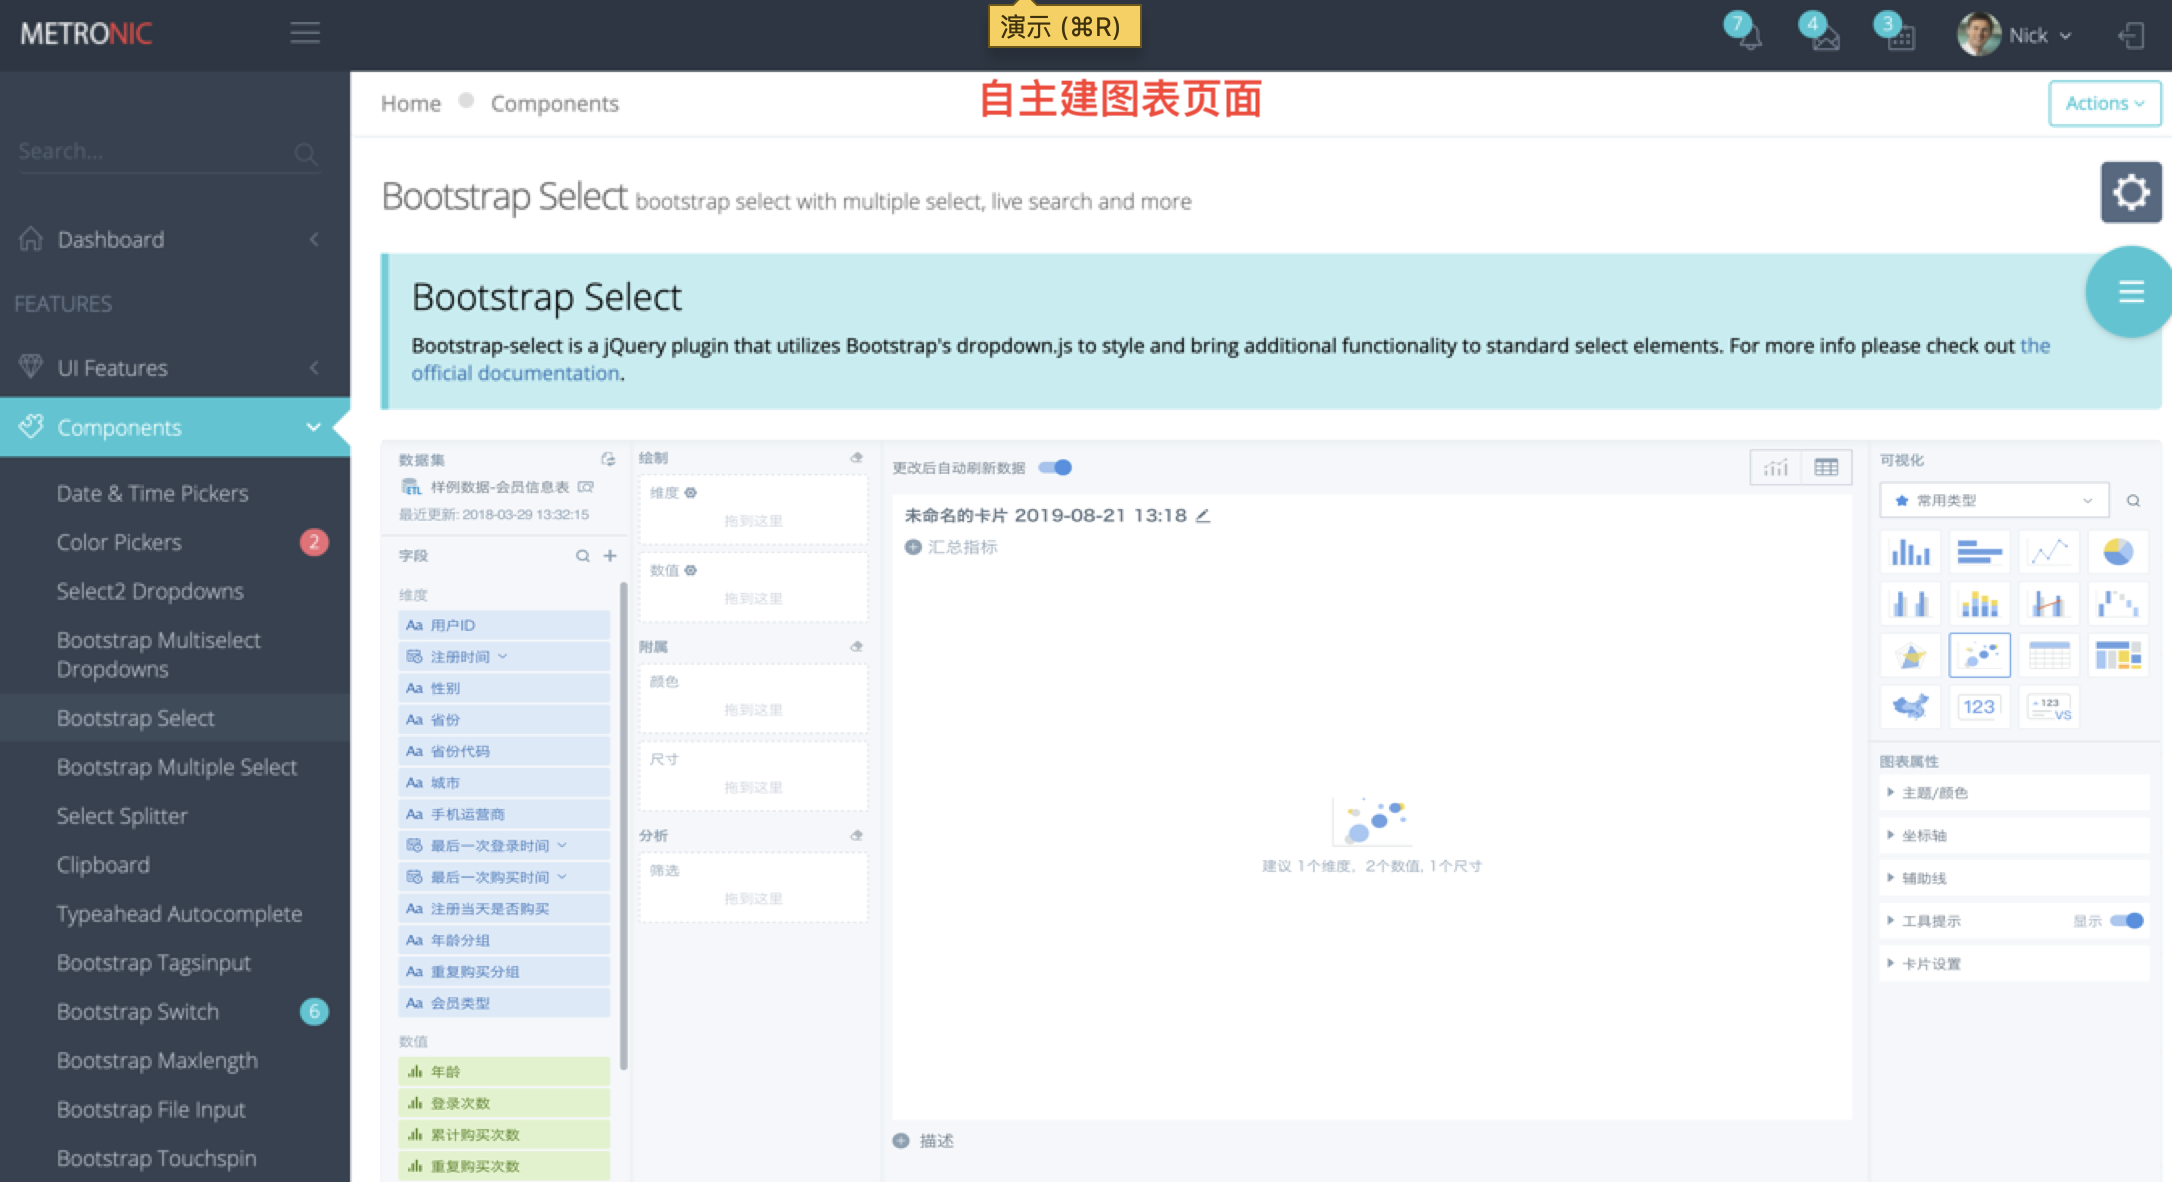 METRONIC
演示 (⌘R)
7
4
3
Nick
自主建图表页面
Home
Components
Actions
Search...
Dashboard
FEATURES
UI Features
Components
Date & Time Pickers
Color Pickers
2
Select2 Dropdowns
Bootstrap Multiselect
Dropdowns
Bootstrap Select
Bootstrap Multiple Select
Select Splitter
Clipboard
Typeahead Autocomplete
Bootstrap Tagsinput
Bootstrap Switch
6
Bootstrap Maxlength
Bootstrap File Input
Bootstrap Touchspin
Bootstrap Select bootstrap select with multiple select, live search and more
Bootstrap Select
Bootstrap-select is a jQuery plugin that utilizes Bootstrap's dropdown.js to style and bring additional functionality to standard select elements. For more info please check out the
official documentation.
数据集
ETL 样例数据-会员信息表
最近更新: 2018-03-29 13:32:15
字段
维度
Aa 用户ID
注册时间
Aa 性别
Aa 省份
Aa 省份代码
Aa 城市
Aa 手机运营商
最后一次登录时间
最后一次购买时间
Aa 注册当天是否购买
Aa 年龄分组
Aa 重复购买分组
Aa 会员类型
数值
年龄
登录次数
累计购买次数
重复购买次数
绘制
维度
拖到这里
数值
拖到这里
附属
颜色
拖到这里
尺寸
拖到这里
分析
筛选
拖到这里
更改后自动刷新数据
未命名的卡片 2019-08-21 13:18
汇总指标
建议 1个维度, 2个数值, 1个尺寸
描述
可视化
常用类型
123
123
VS
图表属性
主题/颜色
坐标轴
辅助线
工具提示
显示
卡片设置